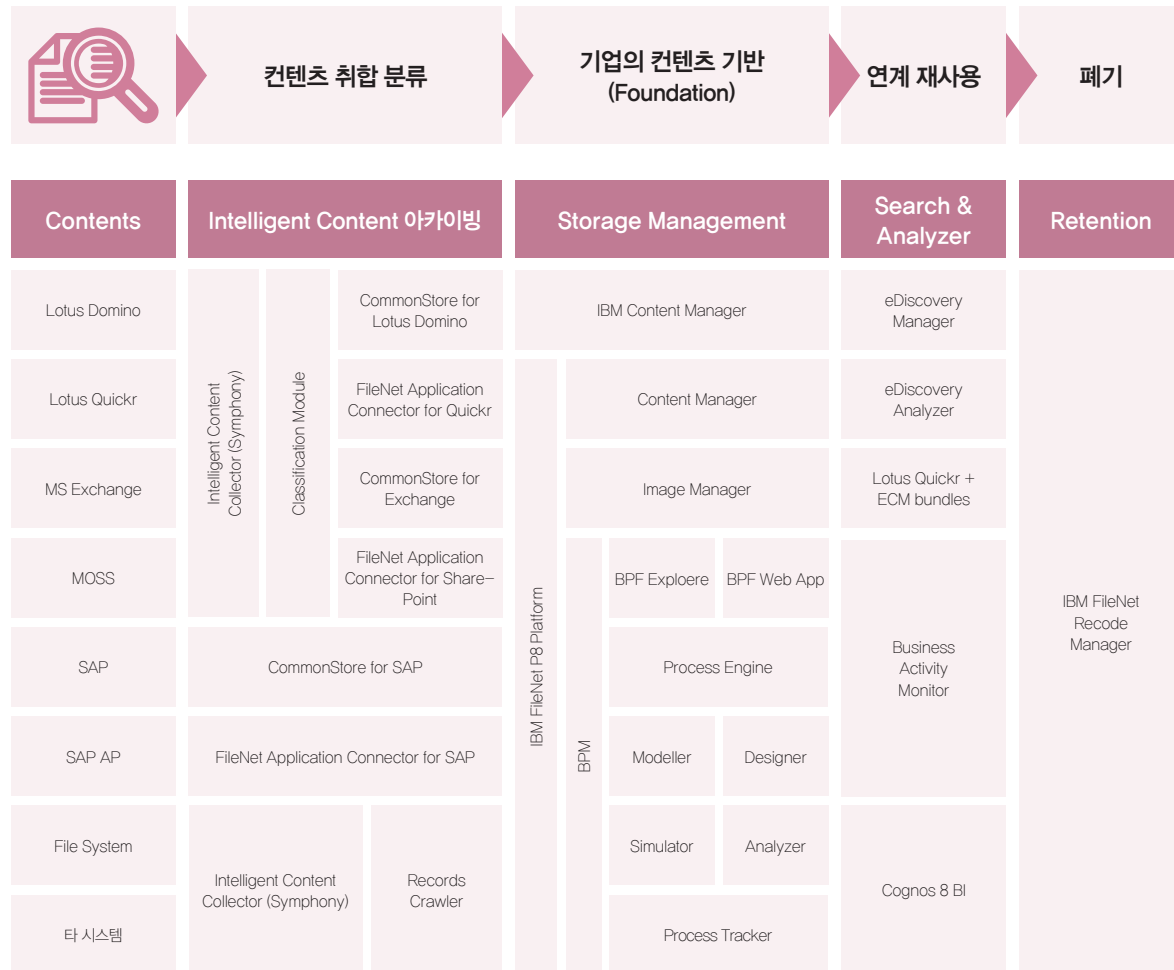 컨텐츠 취합 분류
기업의 컨텐츠 기반
(Foundation)
연계 재사용
폐기
Contents
Intelligent Content 아카이빙
Storage Management
Search &
Analyzer
Retention
Lotus Domino
Lotus Quickr
MS Exchange
MOSS
SAP
SAP AP
File System
타 시스템
Intelligent Content
Collector (Symphony)
Classification Module
CommonStore for
Lotus Domino
FileNet Application
Connector for Quickr
CommonStore for
Exchange
FileNet Application
Connector for Share-
Point
CommonStore for SAP
FileNet Application Connector for SAP
Intelligent Content
Collector (Symphony)
Records
Crawler
IBM Content Manager
IBM FileNet P8 Platform
Content Manager
Image Manager
BPM
BPF Exploere
BPF Web App
Process Engine
Modeller
Designer
Simulator
Analyzer
Process Tracker
eDiscovery
Manager
eDiscovery
Analyzer
Lotus Quickr +
ECM bundles
Business
Activity
Monitor
Cognos 8 BI
IBM FileNet
Recode
Manager